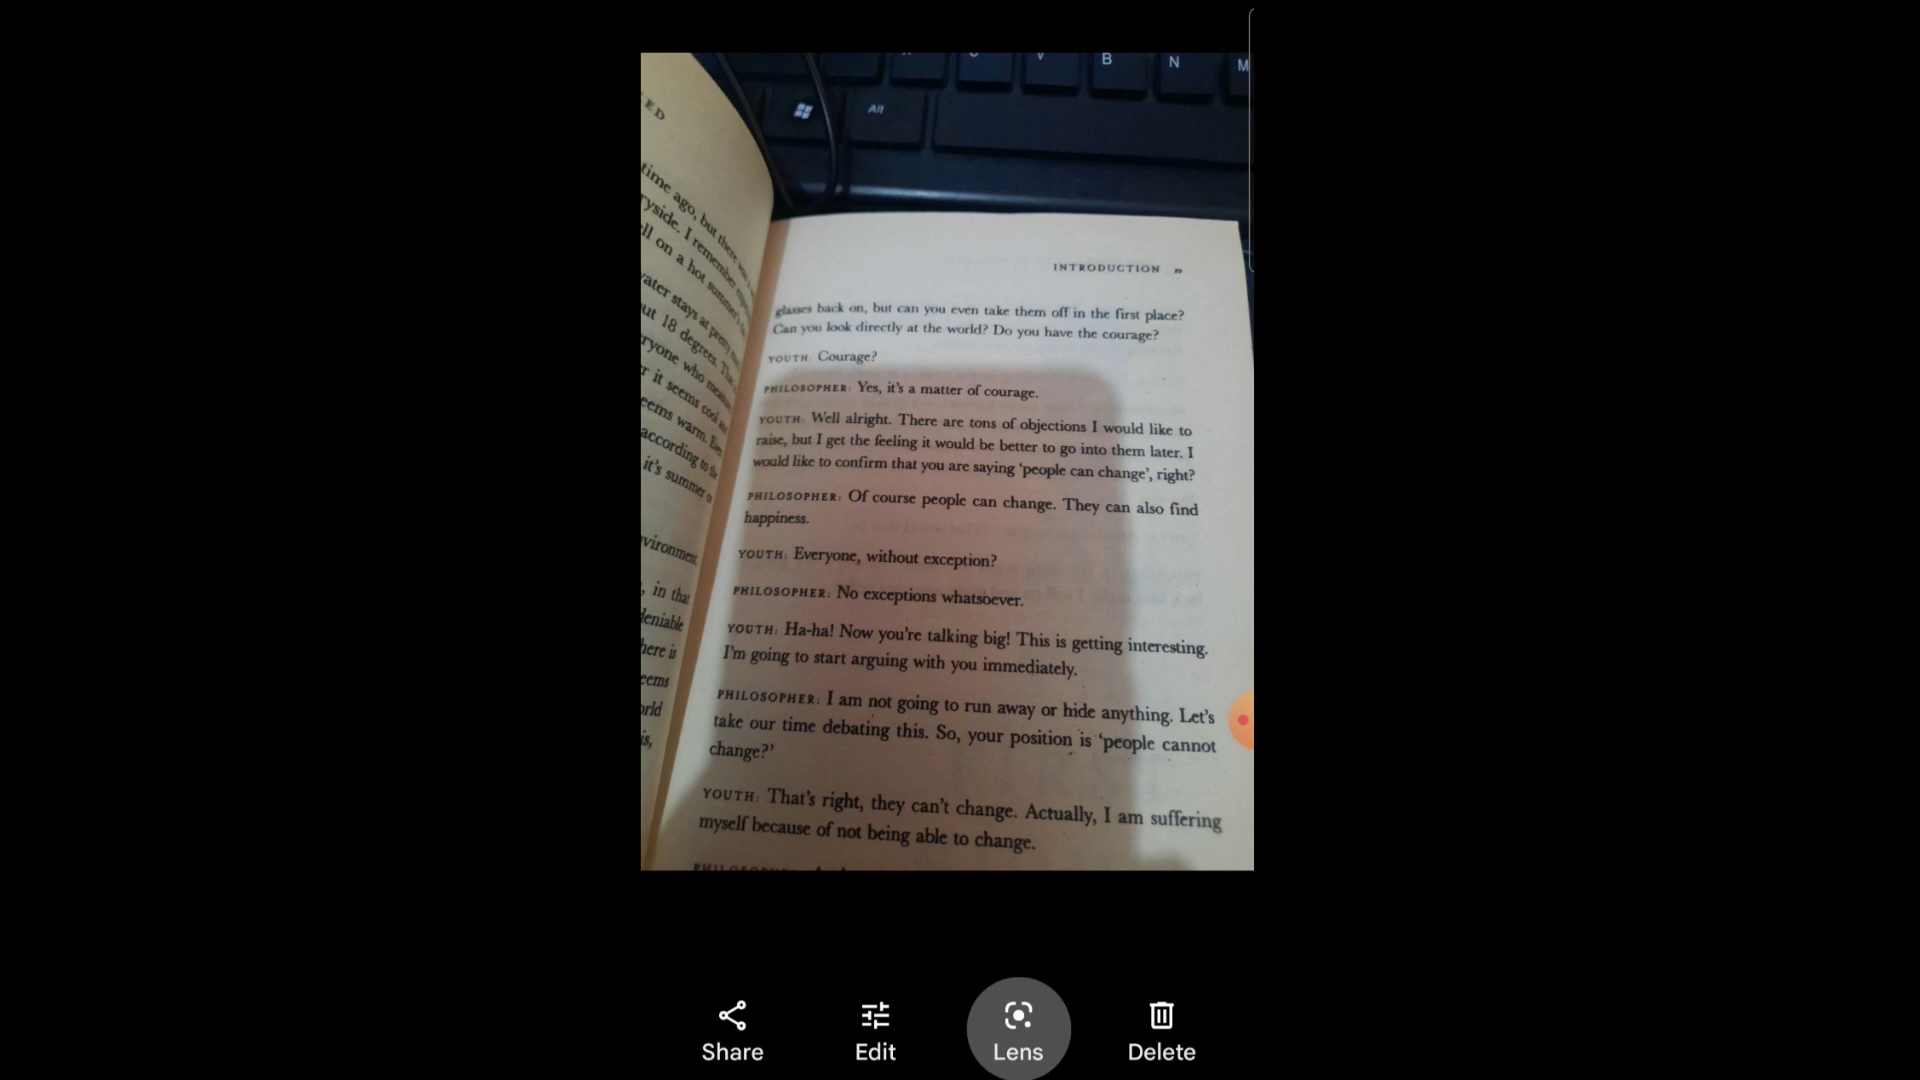 B
N
M
Alt
ED
time ago, but there
ryside. I remember
ll on a hot summer's
water stays at pretty
ut 18 degrees.
ryone who
r it seems cool
eems warm.
according to the
it's summer or
vironment
, in that
deniable
here is
eems
orld
is,
INTRODUCTION
glasses back on, but can you even take them off in the first place?
Can you look directly at the world? Do you have the courage?
YOUTH: Courage?
PHILOSOPHER: Yes, it's a matter of courage.
YOUTH: Well alright. There are tons of objections I would like to
raise, but I get the feeling it would be better to go into them later. I
would like to confirm that you are saying 'people can change', right?
PHILOSOPHER: Of course people can change. They can also find
happiness.
YOUTH: Everyone, without exception?
PHILOSOPHER: No exceptions whatsoever.
YOUTH: Ha-ha! Now you're talking big! This is getting interesting.
I'm going to start arguing with you immediately.
PHILOSOPHER: I am not going to run away or hide anything. Let's
take our time debating this. So, your position is 'people cannot
change?'
YOUTH: That's right, they can't change. Actually, I am suffering
myself because of not being able to change.
Share
Edit
Lens
Delete